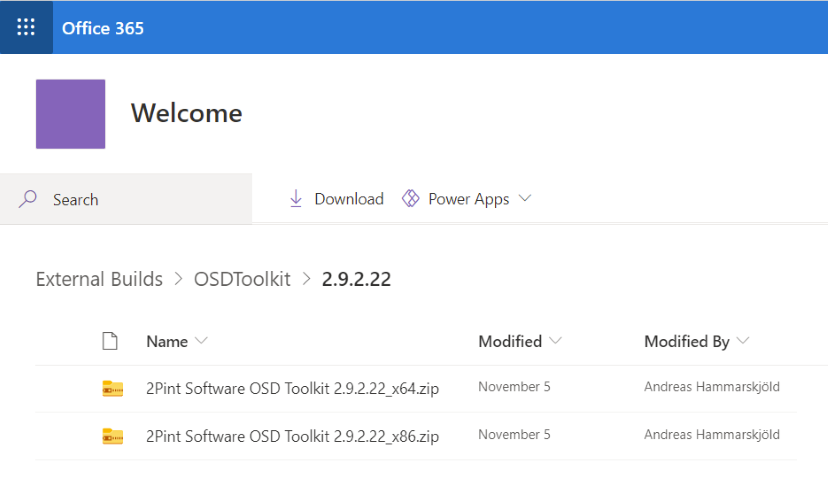 Office 365
Welcome
Search Download Power Apps
External Builds > OSDToolkit > 2.9.2.22
Name Modified Modified By
2Pint Software OSD Toolkit 2.9.2.22_x64.zip November 5 Andreas Hammarskjöld
2Pint Software OSD Toolkit 2.9.2.22_x86.zip November 5 Andreas Hammarskjöld